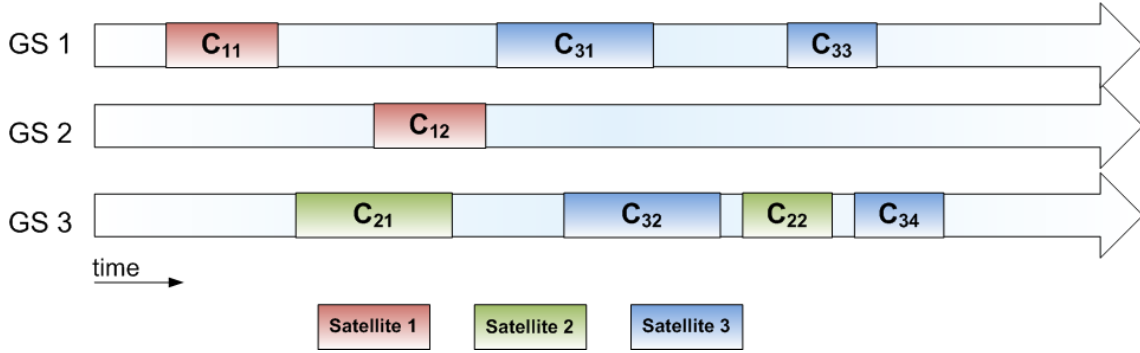 GS 1 C11 C31 C33
GS 2 C12
GS 3 C21 C32 C22 C34
time
Satellite 1 Satellite 2 Satellite 3